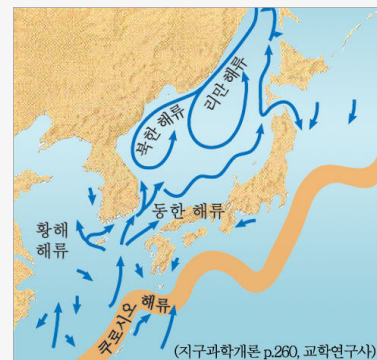 북한 해류
리만 해류
동한 해류
황해
해류
쿠로시오 해류
(지구과학개론 p.260, 교학연구사)